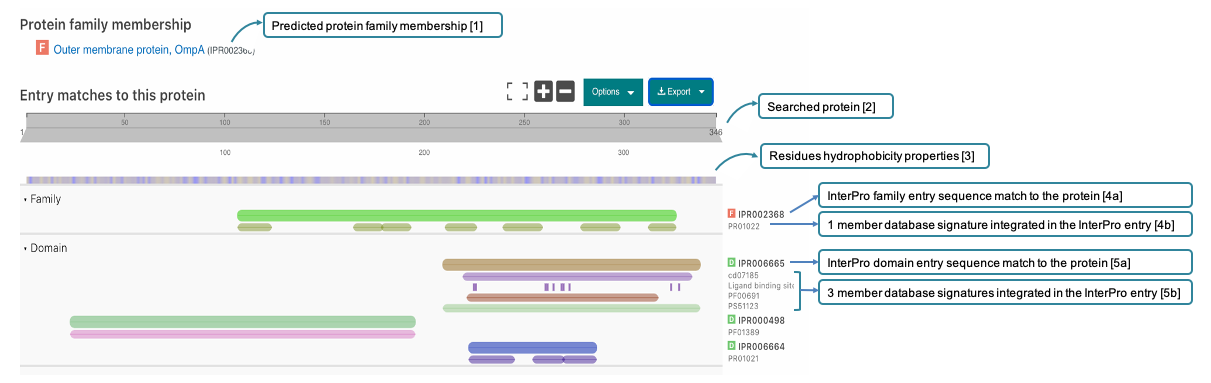 Protein family membership
Predicted protein family membership [1]
F Outer membrane protein, OmpA (IPR002368)
Entry matches to this protein
Options
Export
Searched protein [2]
50 100 150 200 250 300
1 346
Residues hydrophobicity properties [3]
100 200 300
Family
InterPro family entry sequence match to the protein [4a]
F IPR002368
PR01022
1 member database signature integrated in the InterPro entry [4b]
Domain
InterPro domain entry sequence match to the protein [5a]
D IPR006665
cd07185
Ligand binding site
PF00691
PS51123
3 member database signatures integrated in the InterPro entry [5b]
D IPR000498
PF01389
D IPR006664
PR01021